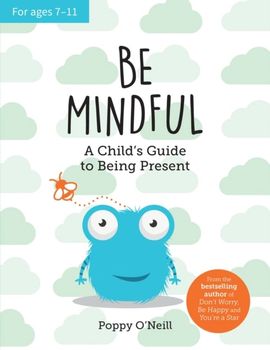 For ages 7–11
BE
MINDFUL
A Child's Guide
to Being Present
From the
bestselling
author of
Don't Worry,
Be Happy and
You're a Star
Poppy O'Neill